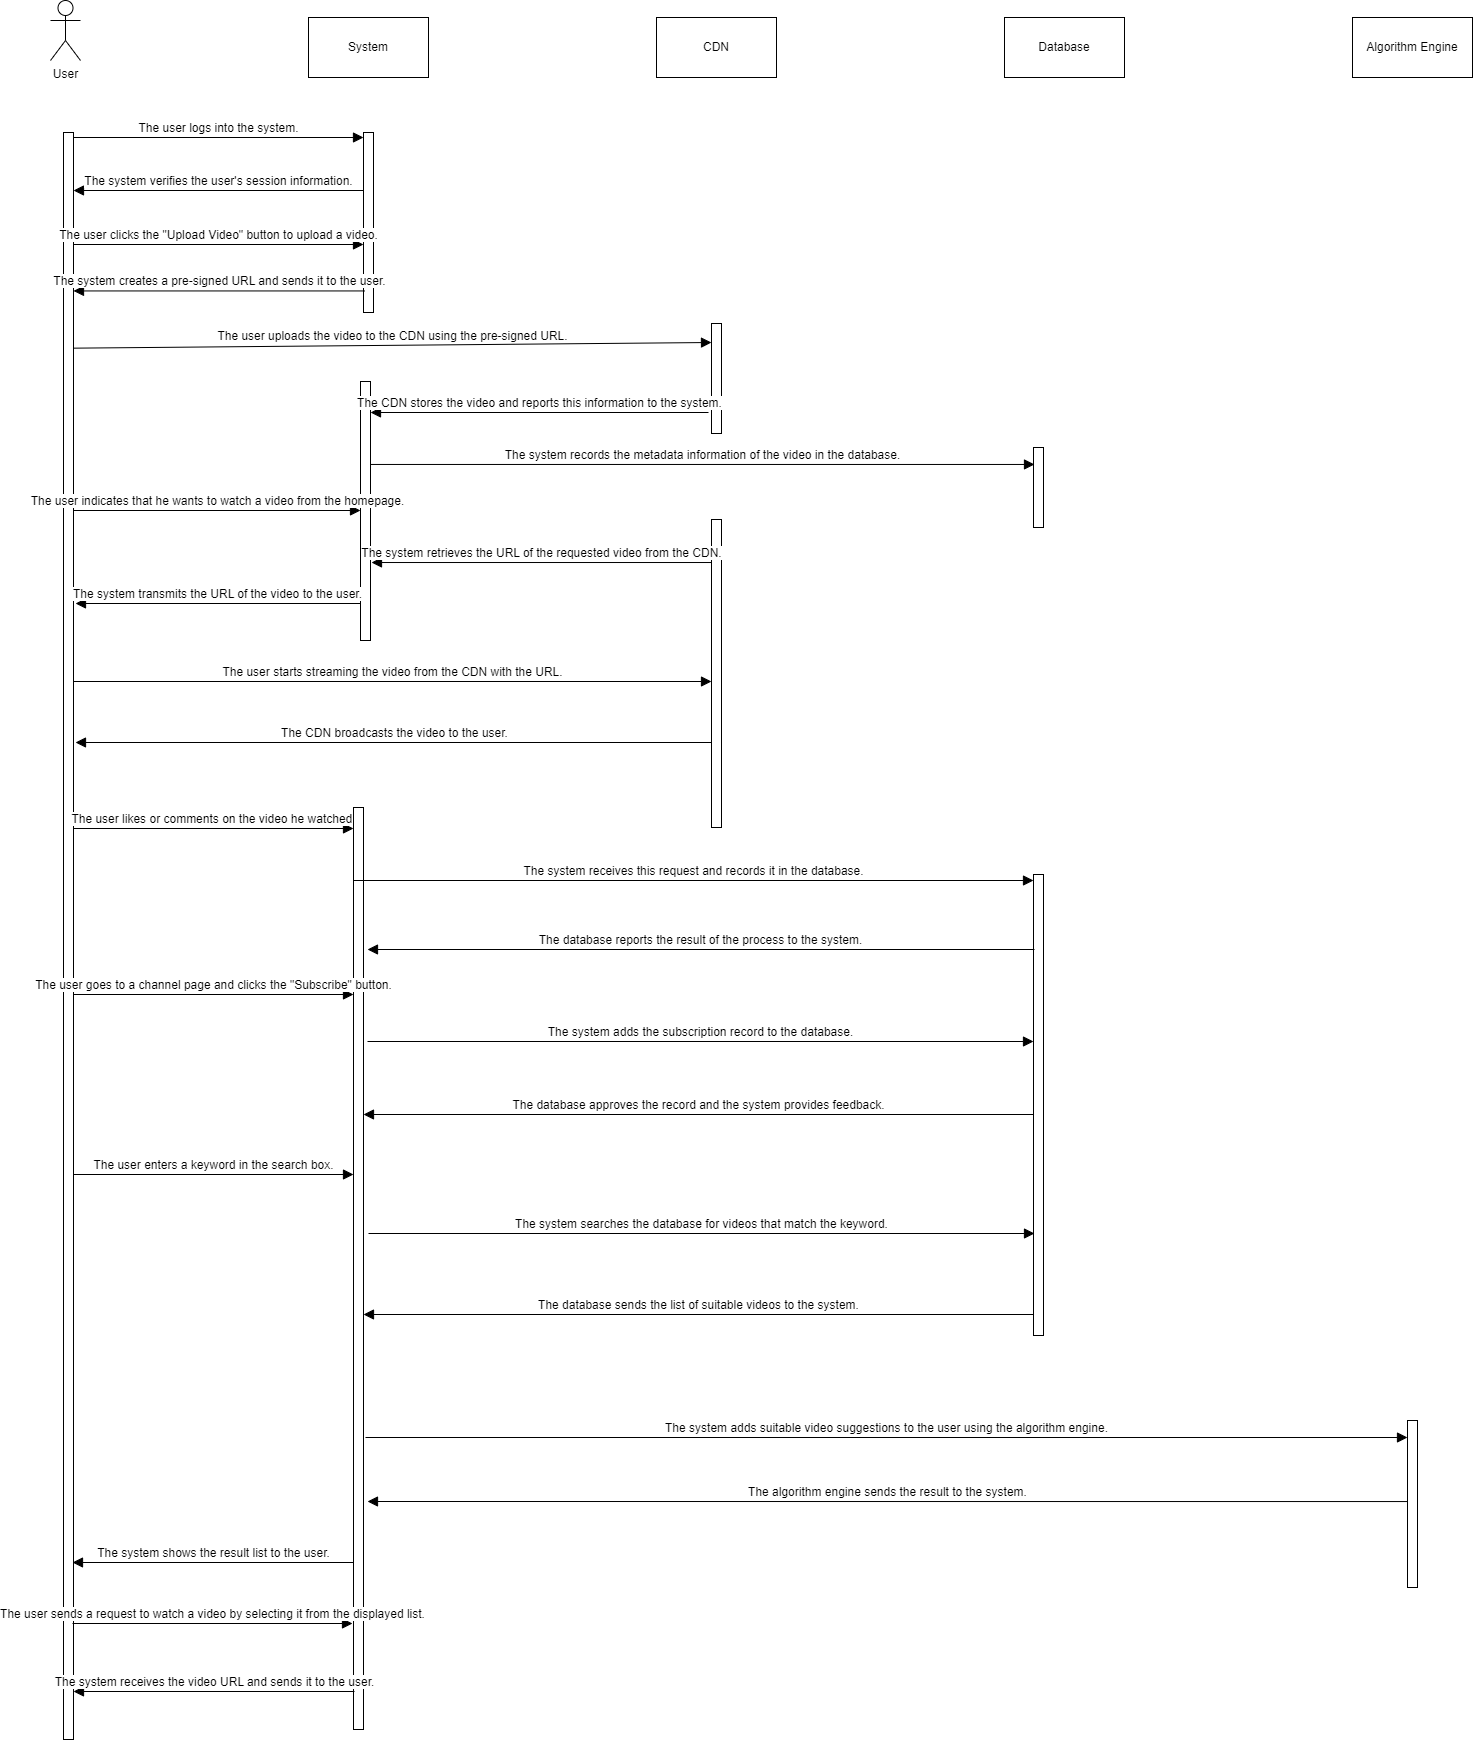 User
System
CDN
Database
Algorithm Engine
The user logs into the system.
The system verifies the user's session information.
The user clicks the "Upload Video" button to upload a video.
The system creates a pre-signed URL and sends it to the user.
The user uploads the video to the CDN using the pre-signed URL.
The CDN stores the video and reports this information to the system.
The system records the metadata information of the video in the database.
The user indicates that he wants to watch a video from the homepage.
The system retrieves the URL of the requested video from the CDN.
The system transmits the URL of the video to the user.
The user starts streaming the video from the CDN with the URL.
The CDN broadcasts the video to the user.
The user likes or comments on the video he watched
The system receives this request and records it in the database.
The database reports the result of the process to the system.
The user goes to a channel page and clicks the "Subscribe" button.
The system adds the subscription record to the database.
The database approves the record and the system provides feedback.
The user enters a keyword in the search box.
The system searches the database for videos that match the keyword.
The database sends the list of suitable videos to the system.
The system adds suitable video suggestions to the user using the algorithm engine.
The algorithm engine sends the result to the system.
The system shows the result list to the user.
The user sends a request to watch a video by selecting it from the displayed list.
The system receives the video URL and sends it to the user.